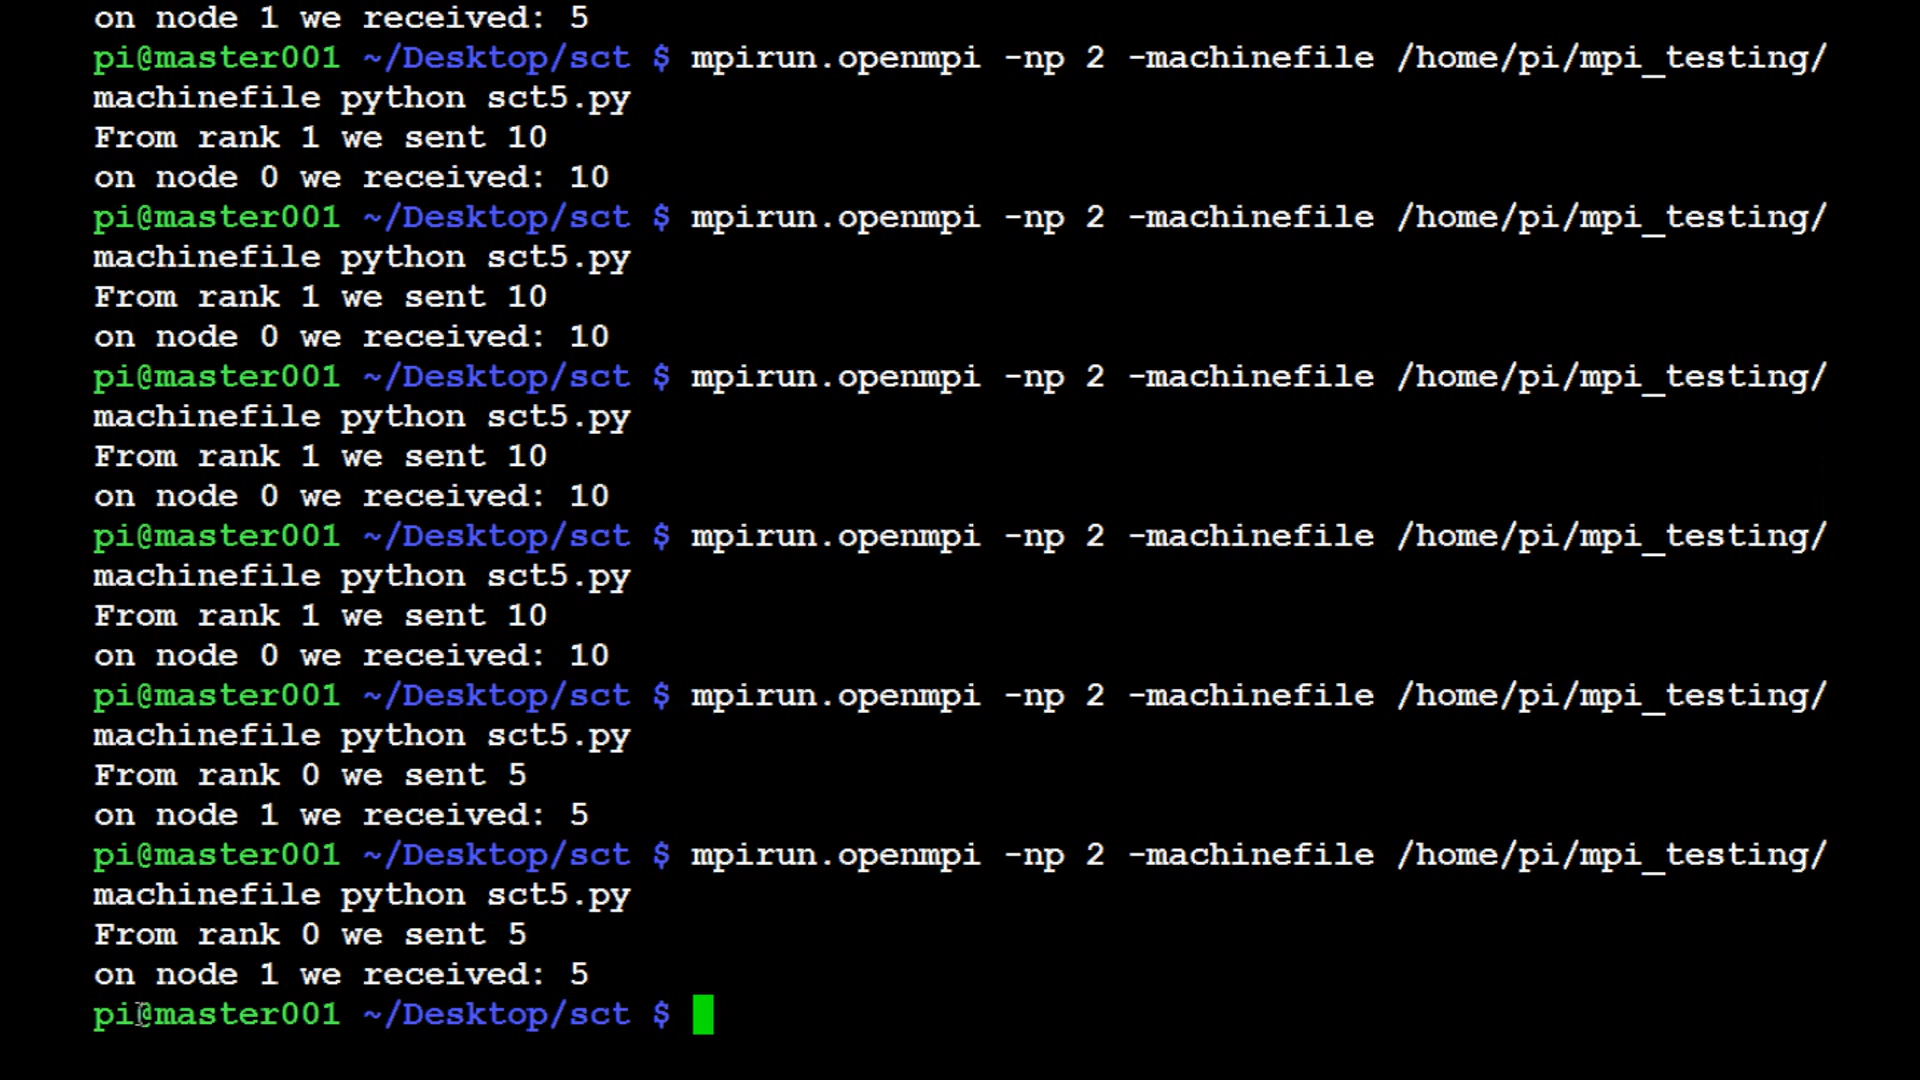 on node 1 we received: 5
pi@master001 ~/Desktop/sct $ mpirun.openmpi -np 2 -machinefile /home/pi/mpi_testing/
machinefile python sct5.py
From rank 1 we sent 10
on node 0 we received: 10
pi@master001 ~/Desktop/sct $ mpirun.openmpi -np 2 -machinefile /home/pi/mpi_testing/
machinefile python sct5.py
From rank 1 we sent 10
on node 0 we received: 10
pi@master001 ~/Desktop/sct $ mpirun.openmpi -np 2 -machinefile /home/pi/mpi_testing/
machinefile python sct5.py
From rank 1 we sent 10
on node 0 we received: 10
pi@master001 ~/Desktop/sct $ mpirun.openmpi -np 2 -machinefile /home/pi/mpi_testing/
machinefile python sct5.py
From rank 1 we sent 10
on node 0 we received: 10
pi@master001 ~/Desktop/sct $ mpirun.openmpi -np 2 -machinefile /home/pi/mpi_testing/
machinefile python sct5.py
From rank 0 we sent 5
on node 1 we received: 5
pi@master001 ~/Desktop/sct $ mpirun.openmpi -np 2 -machinefile /home/pi/mpi_testing/
machinefile python sct5.py
From rank 0 we sent 5
on node 1 we received: 5
pi@master001 ~/Desktop/sct $